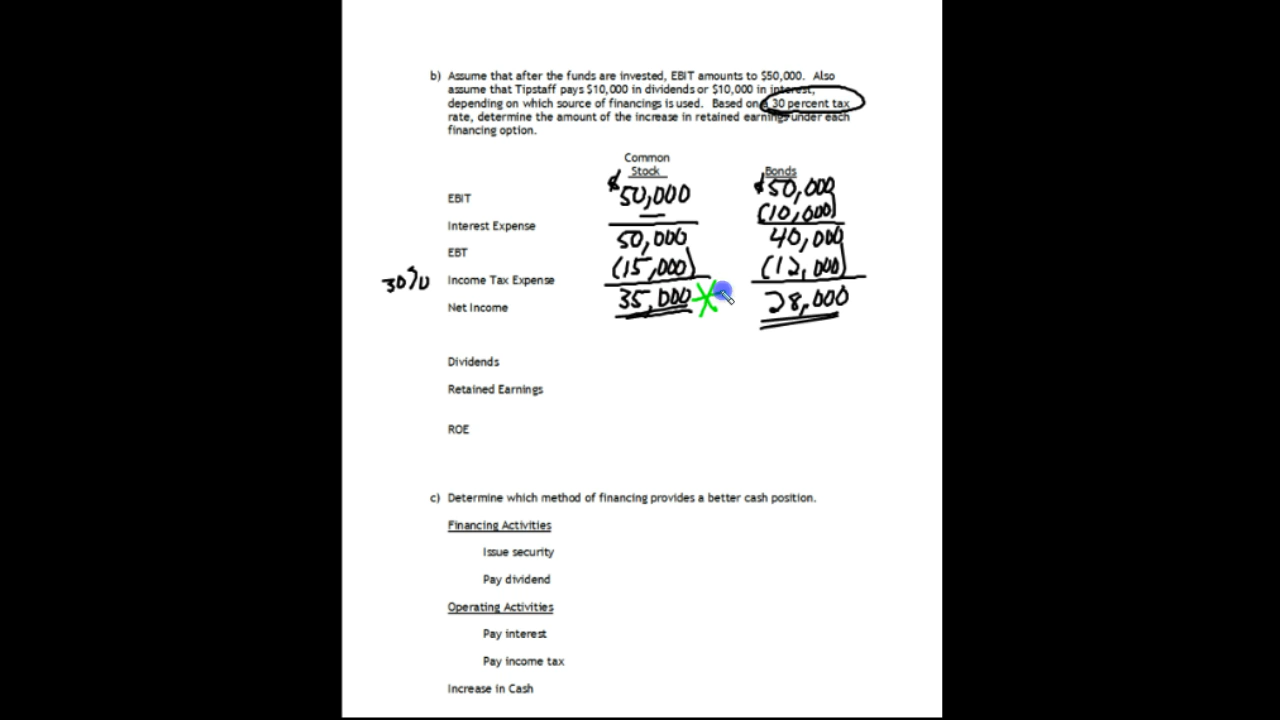 b) Assume that after the funds are invested, EBIT amounts to $50,000. Also
assume that Tipstaff pays $10,000 in dividends or $10,000 in interest,
depending on which source of financings is used. Based on a 30 percent tax
rate, determine the amount of the increase in retained earnings under each
financing option.
Common
Stock Bonds
EBIT $50,000 $50,000
Interest Expense — (10,000)
EBT 50,000 40,000
30% Income Tax Expense (15,000) (12,000)
Net Income 35,000 28,000
Dividends
Retained Earnings
ROE
c) Determine which method of financing provides a better cash position.
Financing Activities
Issue security
Pay dividend
Operating Activities
Pay interest
Pay income tax
Increase in Cash